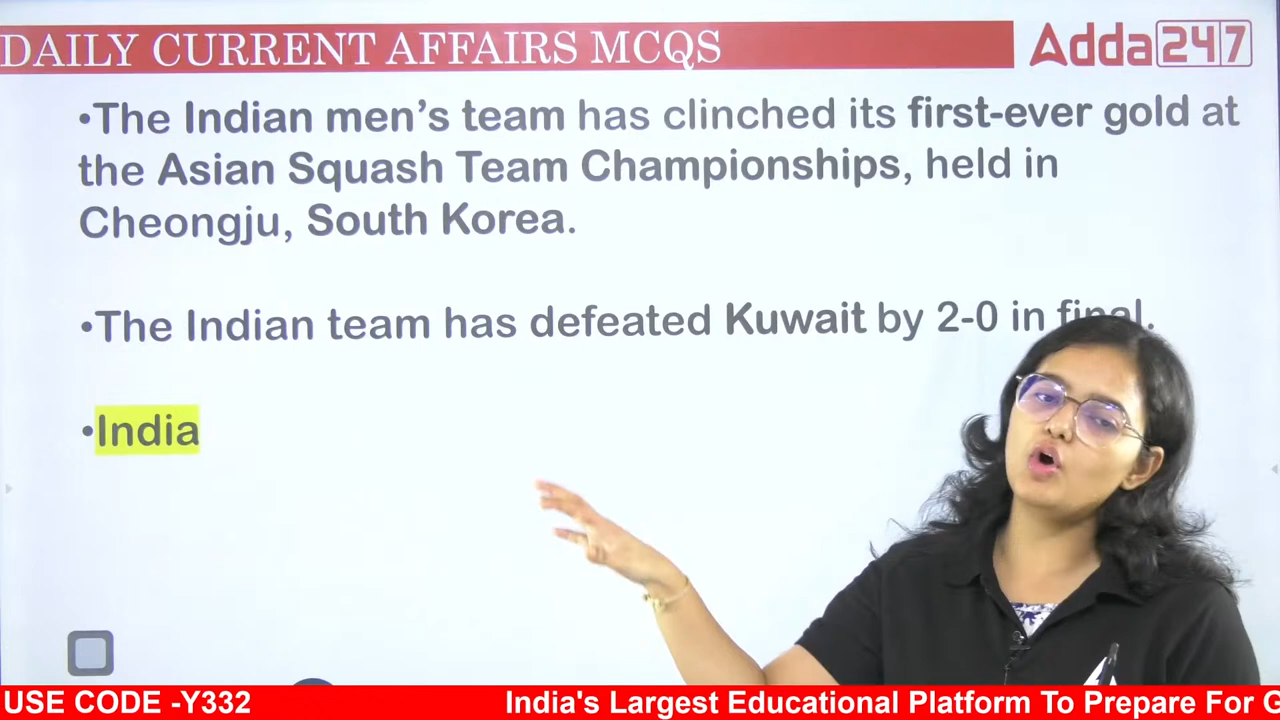 DAILY CURRENT AFFAIRS MCQS
Adda247
•The Indian men's team has clinched its first-ever gold at
the Asian Squash Team Championships, held in
Cheongju, South Korea.
•The Indian team has defeated Kuwait by 2-0 in final.
•India
USE CODE -Y332 India's Largest Educational Platform To Prepare For G